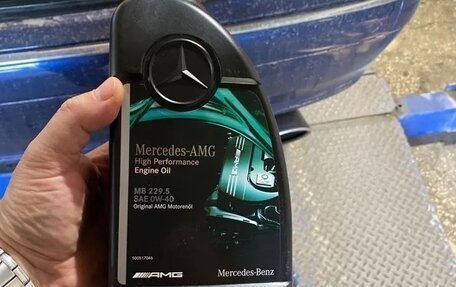 Mercedes-AMG
High Performance
Engine Oil
MB 229.5
SAE 0W-40
Original AMG Motorenöl
AMG
Mercedes-Benz